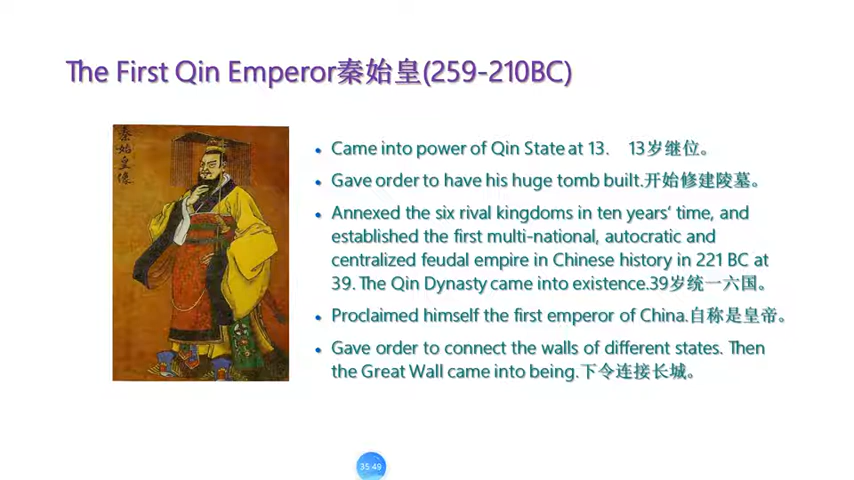 The First Qin Emperor秦始皇(259-210BC)
秦始皇像
Came into power of Qin State at 13. 13岁继位。
Gave order to have his huge tomb built.开始修建陵墓。
Annexed the six rival kingdoms in ten years' time, and
established the first multi-national, autocratic and
centralized feudal empire in Chinese history in 221 BC at
39. The Qin Dynasty came into existence.39岁统一六国。
Proclaimed himself the first emperor of China.自称是皇帝。
Gave order to connect the walls of different states. Then
the Great Wall came into being.下令连接长城。
35:49